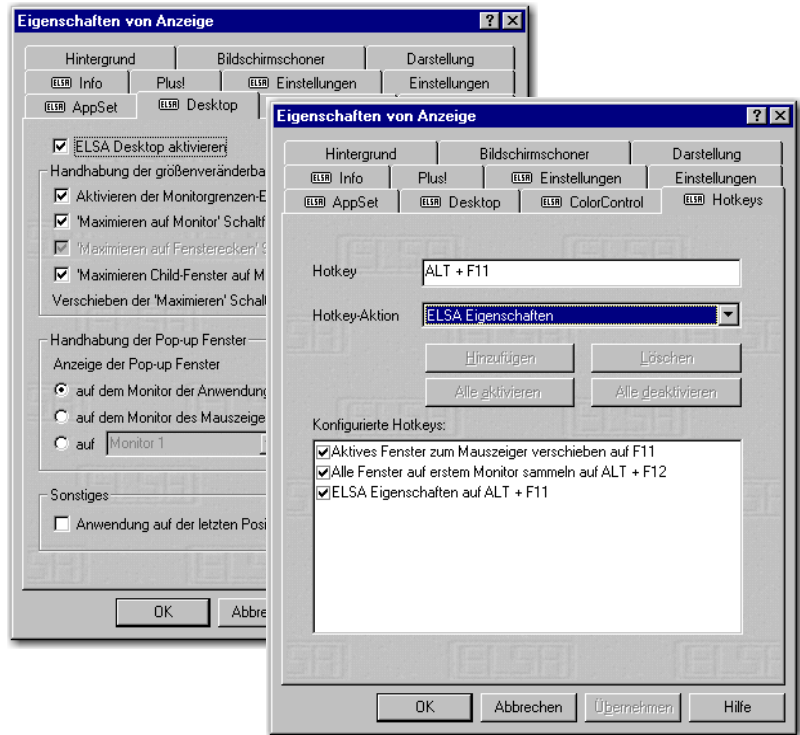 Eigenschaften von Anzeige
Hintergrund Bildschirmschoner Darstellung
ELSA Info Plus! ELSA Einstellungen Einstellungen
ELSA AppSet ELSA Desktop
ELSA Desktop aktivieren
Handhabung der größenveränderba
Aktivieren der Monitorgrenzen-E
'Maximieren auf Monitor' Schaltf
'Maximieren auf Fensterecken' S
'Maximieren Child-Fenster auf M
Verschieben der 'Maximieren' Schal
Handhabung der Pop-up Fenster
Anzeige der Pop-up Fenster
auf dem Monitor der Anwendung
auf dem Monitor des Mauszeige
auf Monitor 1
Sonstiges
Anwendung auf der letzten Posi
OK Abbre
Eigenschaften von Anzeige
Hintergrund Bildschirmschoner Darstellung
ELSA Info Plus! ELSA Einstellungen Einstellungen
ELSA AppSet ELSA Desktop ELSA ColorControl ELSA Hotkeys
Hotkey ALT + F11
Hotkey-Aktion ELSA Eigenschaften
Hinzufügen Löschen
Alle aktivieren Alle deaktivieren
Konfigurierte Hotkeys:
Aktives Fenster zum Mauszeiger verschieben auf F11
Alle Fenster auf erstem Monitor sammeln auf ALT + F12
ELSA Eigenschaften auf ALT + F11
OK Abbrechen Übernehmen Hilfe